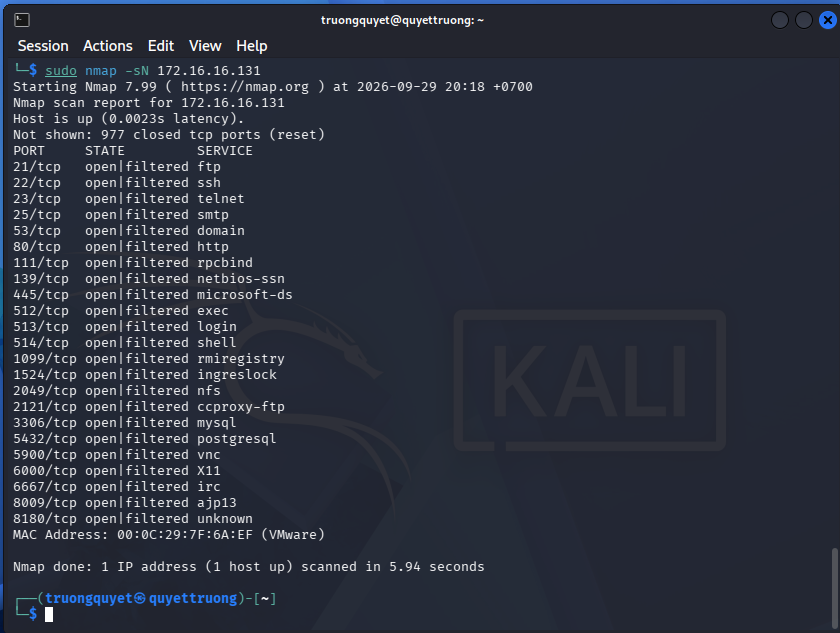 truongquyet@quyettruong: ~
Session Actions Edit View Help
└─$ sudo nmap -sN 172.16.16.131
Starting Nmap 7.99 ( https://nmap.org ) at 2026-09-29 20:18 +0700
Nmap scan report for 172.16.16.131
Host is up (0.0023s latency).
Not shown: 977 closed tcp ports (reset)
PORT     STATE         SERVICE
21/tcp   open|filtered ftp
22/tcp   open|filtered ssh
23/tcp   open|filtered telnet
25/tcp   open|filtered smtp
53/tcp   open|filtered domain
80/tcp   open|filtered http
111/tcp  open|filtered rpcbind
139/tcp  open|filtered netbios-ssn
445/tcp  open|filtered microsoft-ds
512/tcp  open|filtered exec
513/tcp  open|filtered login
514/tcp  open|filtered shell
1099/tcp open|filtered rmiregistry
1524/tcp open|filtered ingreslock
2049/tcp open|filtered nfs
2121/tcp open|filtered ccproxy-ftp
3306/tcp open|filtered mysql
5432/tcp open|filtered postgresql
5900/tcp open|filtered vnc
6000/tcp open|filtered X11
6667/tcp open|filtered irc
8009/tcp open|filtered ajp13
8180/tcp open|filtered unknown
MAC Address: 00:0C:29:7F:6A:EF (VMware)
Nmap done: 1 IP address (1 host up) scanned in 5.94 seconds
┌──(truongquyet㉿quyettruong)-[~]
└─$
KALI